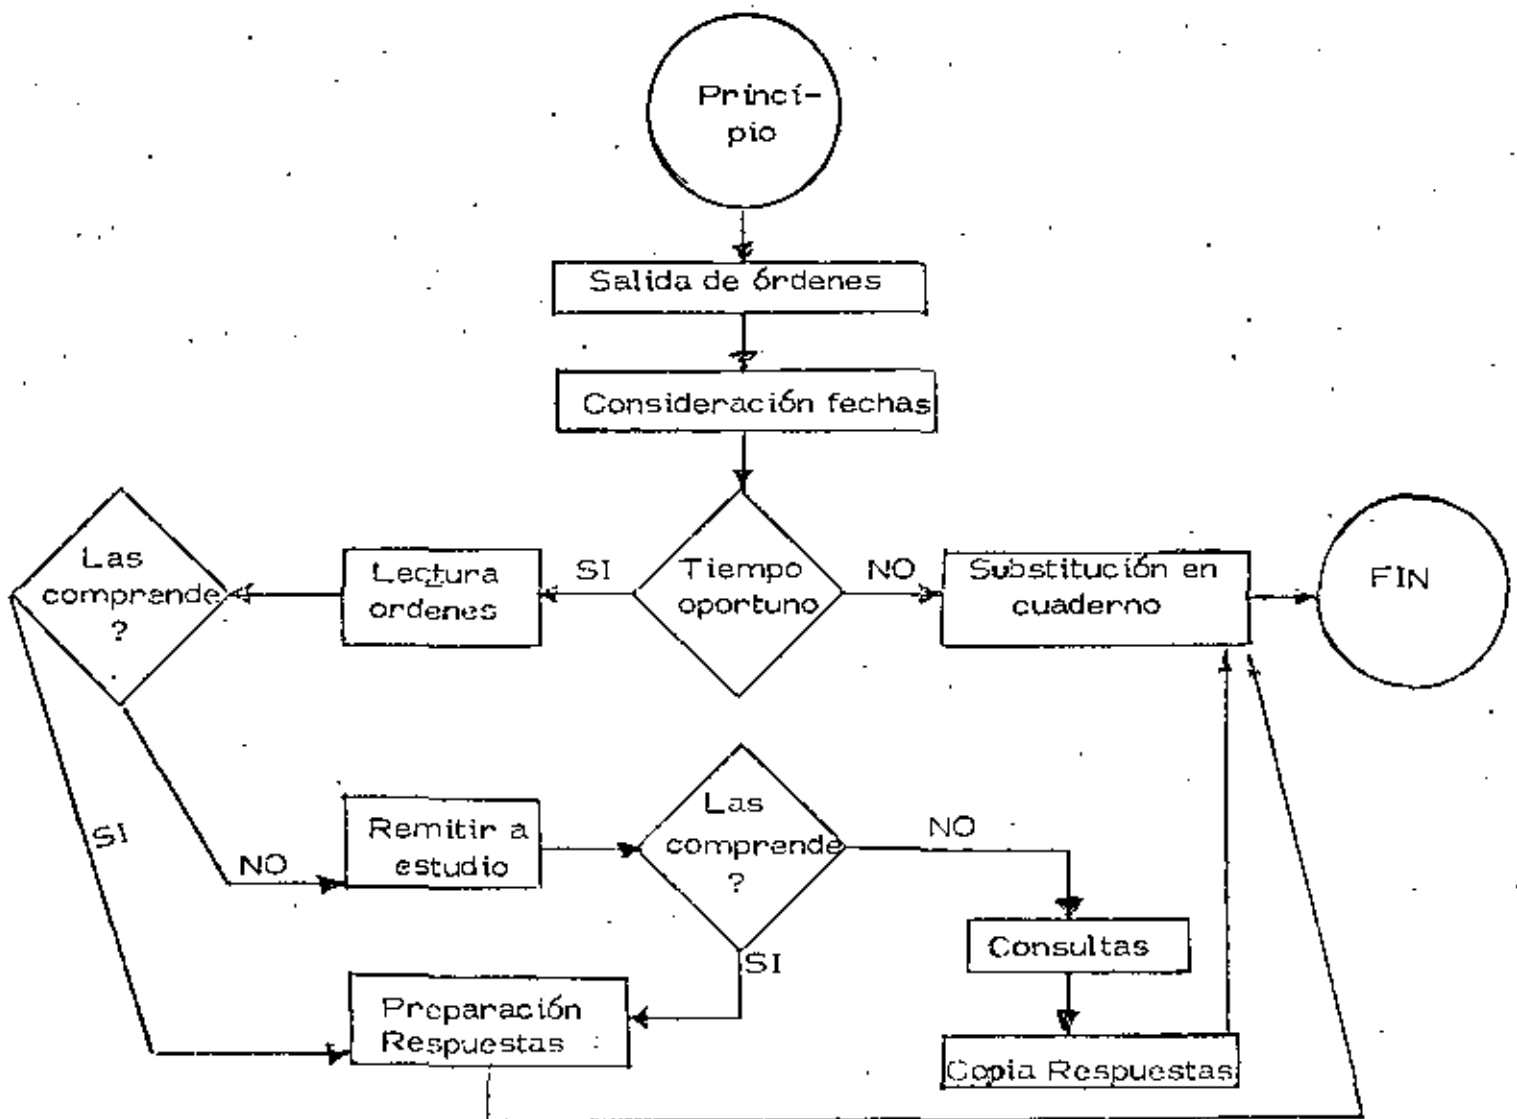 Princí-
pio
Salida de órdenes
Consideración fechas
Las
comprende
?
Lectura
ordenes
SI
Tiempo
oportuno
NO
Substitución en
cuaderno
FIN
SI
NO
Remitir a
estudio
Las
comprende
?
NO
SI
Consultas
Preparación
Respuestas
Copia Respuestas